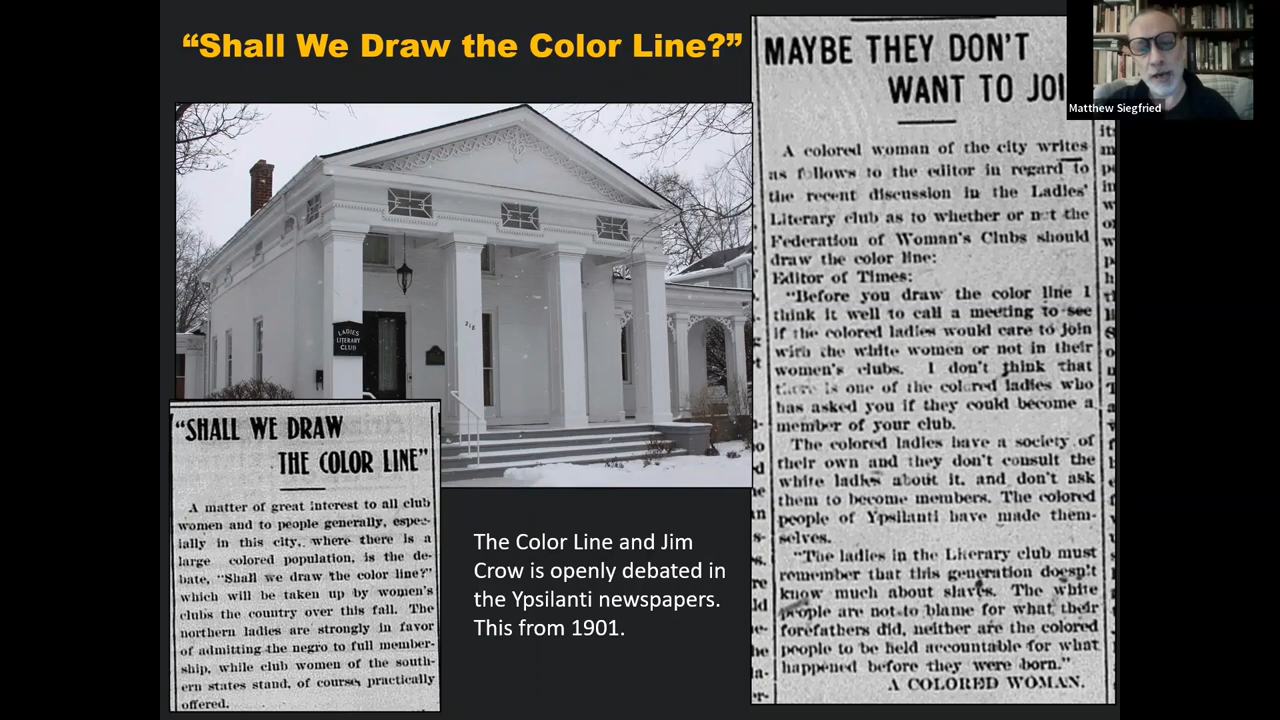 “Shall We Draw the Color Line?”
LADIES
LITERARY
CLUB
218
“SHALL WE DRAW
THE COLOR LINE”
A matter of great interest to all club
women and to people generally, espec-
ially in this city, where there is a
large colored population, is the de-
bate, “Shall we draw the color line?”
which will be taken up by women's
clubs the country over this fall. The
northern ladies are strongly in favor
of admitting the negro to full member-
ship, while club women of the south-
ern states stand, of course, practically
offered.
The Color Line and Jim
Crow is openly debated in
the Ypsilanti newspapers.
This from 1901.
MAYBE THEY DON'T
WANT TO JOI
A colored woman of the city writes
as follows to the editor in regard to
the recent discussion in the Ladies'
Literary club as to whether or not the
Federation of Woman's Clubs should
draw the color line:
Editor of Times:
“Before you draw the color line I
think it well to call a meeting to see
if the colored ladies would care to join
with the white women or not in their
women's clubs. I don't think that
there is one of the colored ladies who
has asked you if they could become a
member of your club.
The colored ladies have a society of
their own and they don't consult the
white ladies about it, and don't ask
them to become members. The colored
people of Ypsilanti have made them-
selves.
“The ladies in the Literary club must
remember that this generation doesn't
know much about slaves. The white
people are not to blame for what their
forefathers did, neither are the colored
people to be held accountable for what
happened before they were born.”
A COLORED WOMAN.
Matthew Siegfried